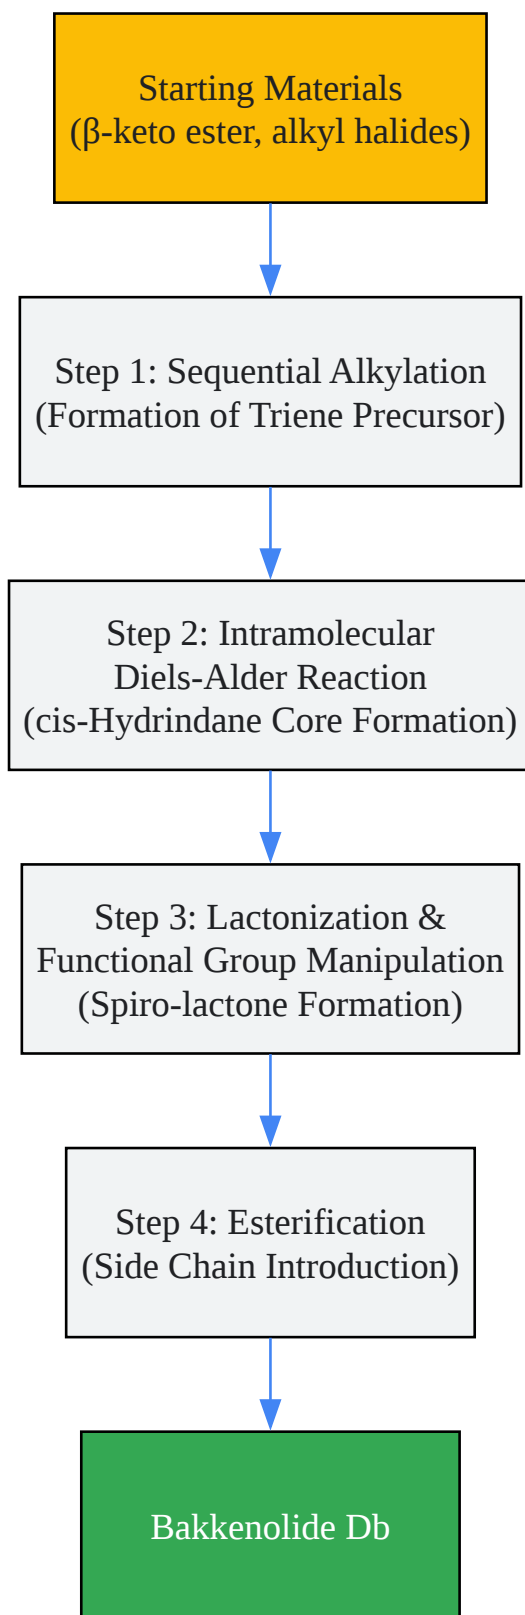 Starting Materials
(β-keto ester, alkyl halides)
Step 1: Sequential Alkylation
(Formation of Triene Precursor)
Step 2: Intramolecular
Diels-Alder Reaction
(cis-Hydrindane Core Formation)
Step 3: Lactonization &
Functional Group Manipulation
(Spiro-lactone Formation)
Step 4: Esterification
(Side Chain Introduction)
Bakkenolide Db